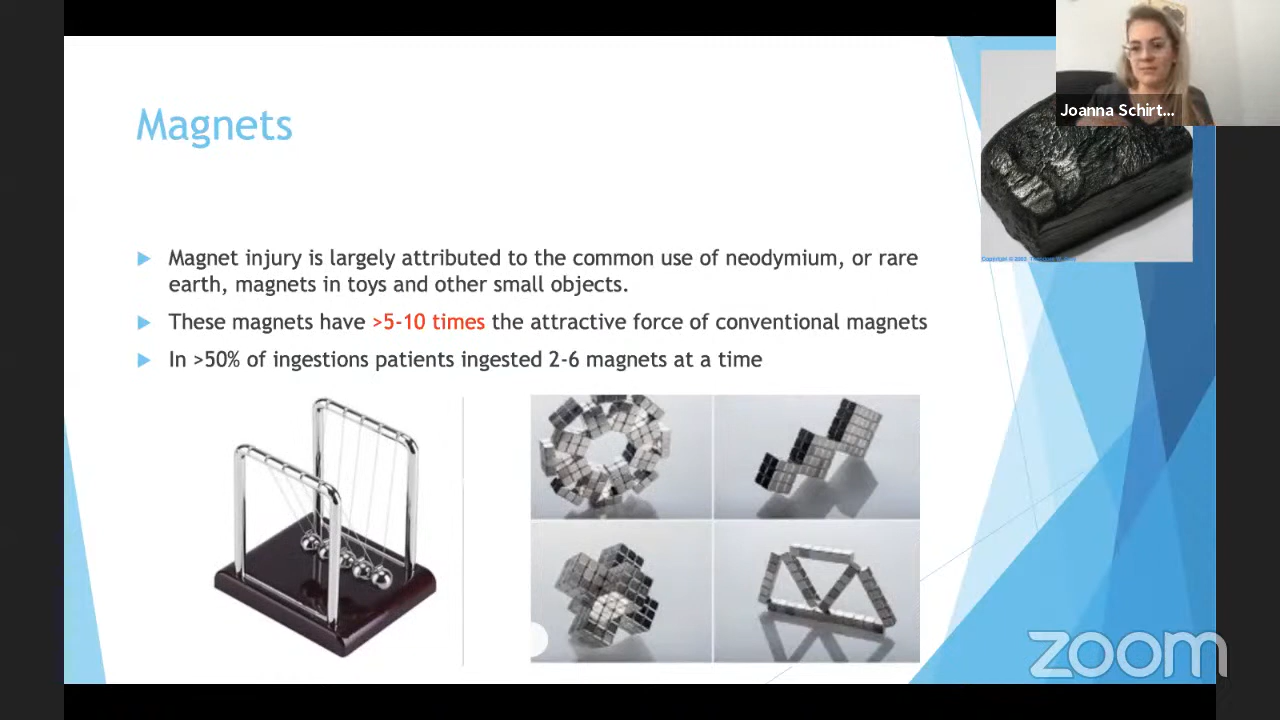 Joanna Schirt...
Magnets
Magnet injury is largely attributed to the common use of neodymium, or rare
earth, magnets in toys and other small objects.
These magnets have >5-10 times the attractive force of conventional magnets
In >50% of ingestions patients ingested 2-6 magnets at a time
Copyright ©
zoom